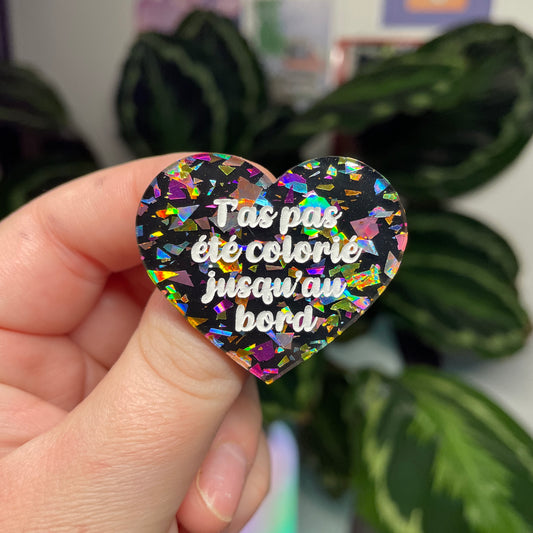 T'as pas
été colorié
jusqu'au
bord